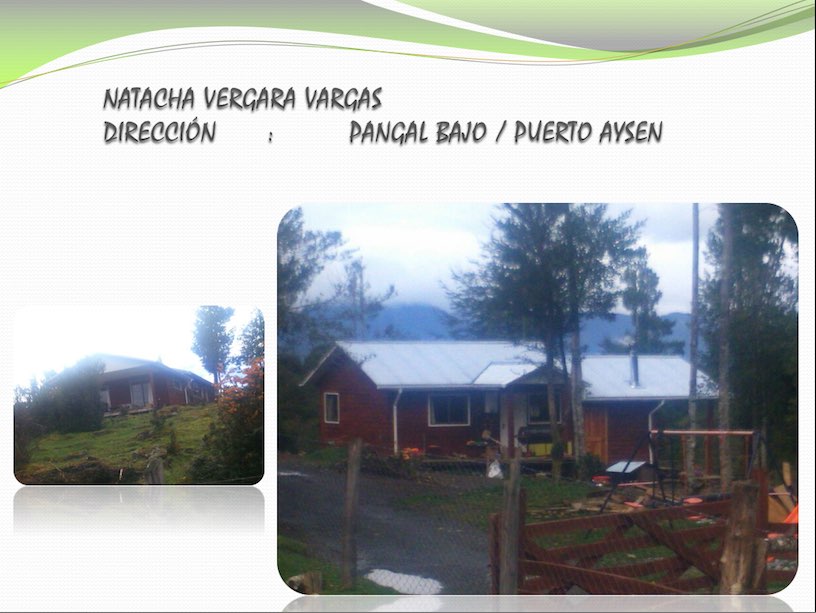 NATACHA VERGARA VARGAS
DIRECCIÓN : PANGAL BAJO / PUERTO AYSEN